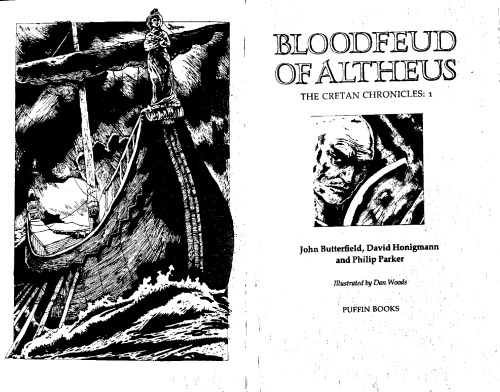 BLOODFEUD
OF ALTHEUS
THE CRETAN CHRONICLES: 1
John Butterfield, David Honigmann
and Philip Parker
Illustrated by Dan Woods
PUFFIN BOOKS